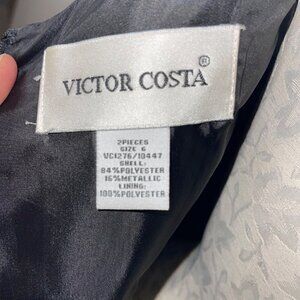 VICTOR COSTA®
2PIECES
SIZE 6
VC1276/10447
SHELL:
84%POLYESTER
16%METALLIC
LINING:
100%POLYESTER